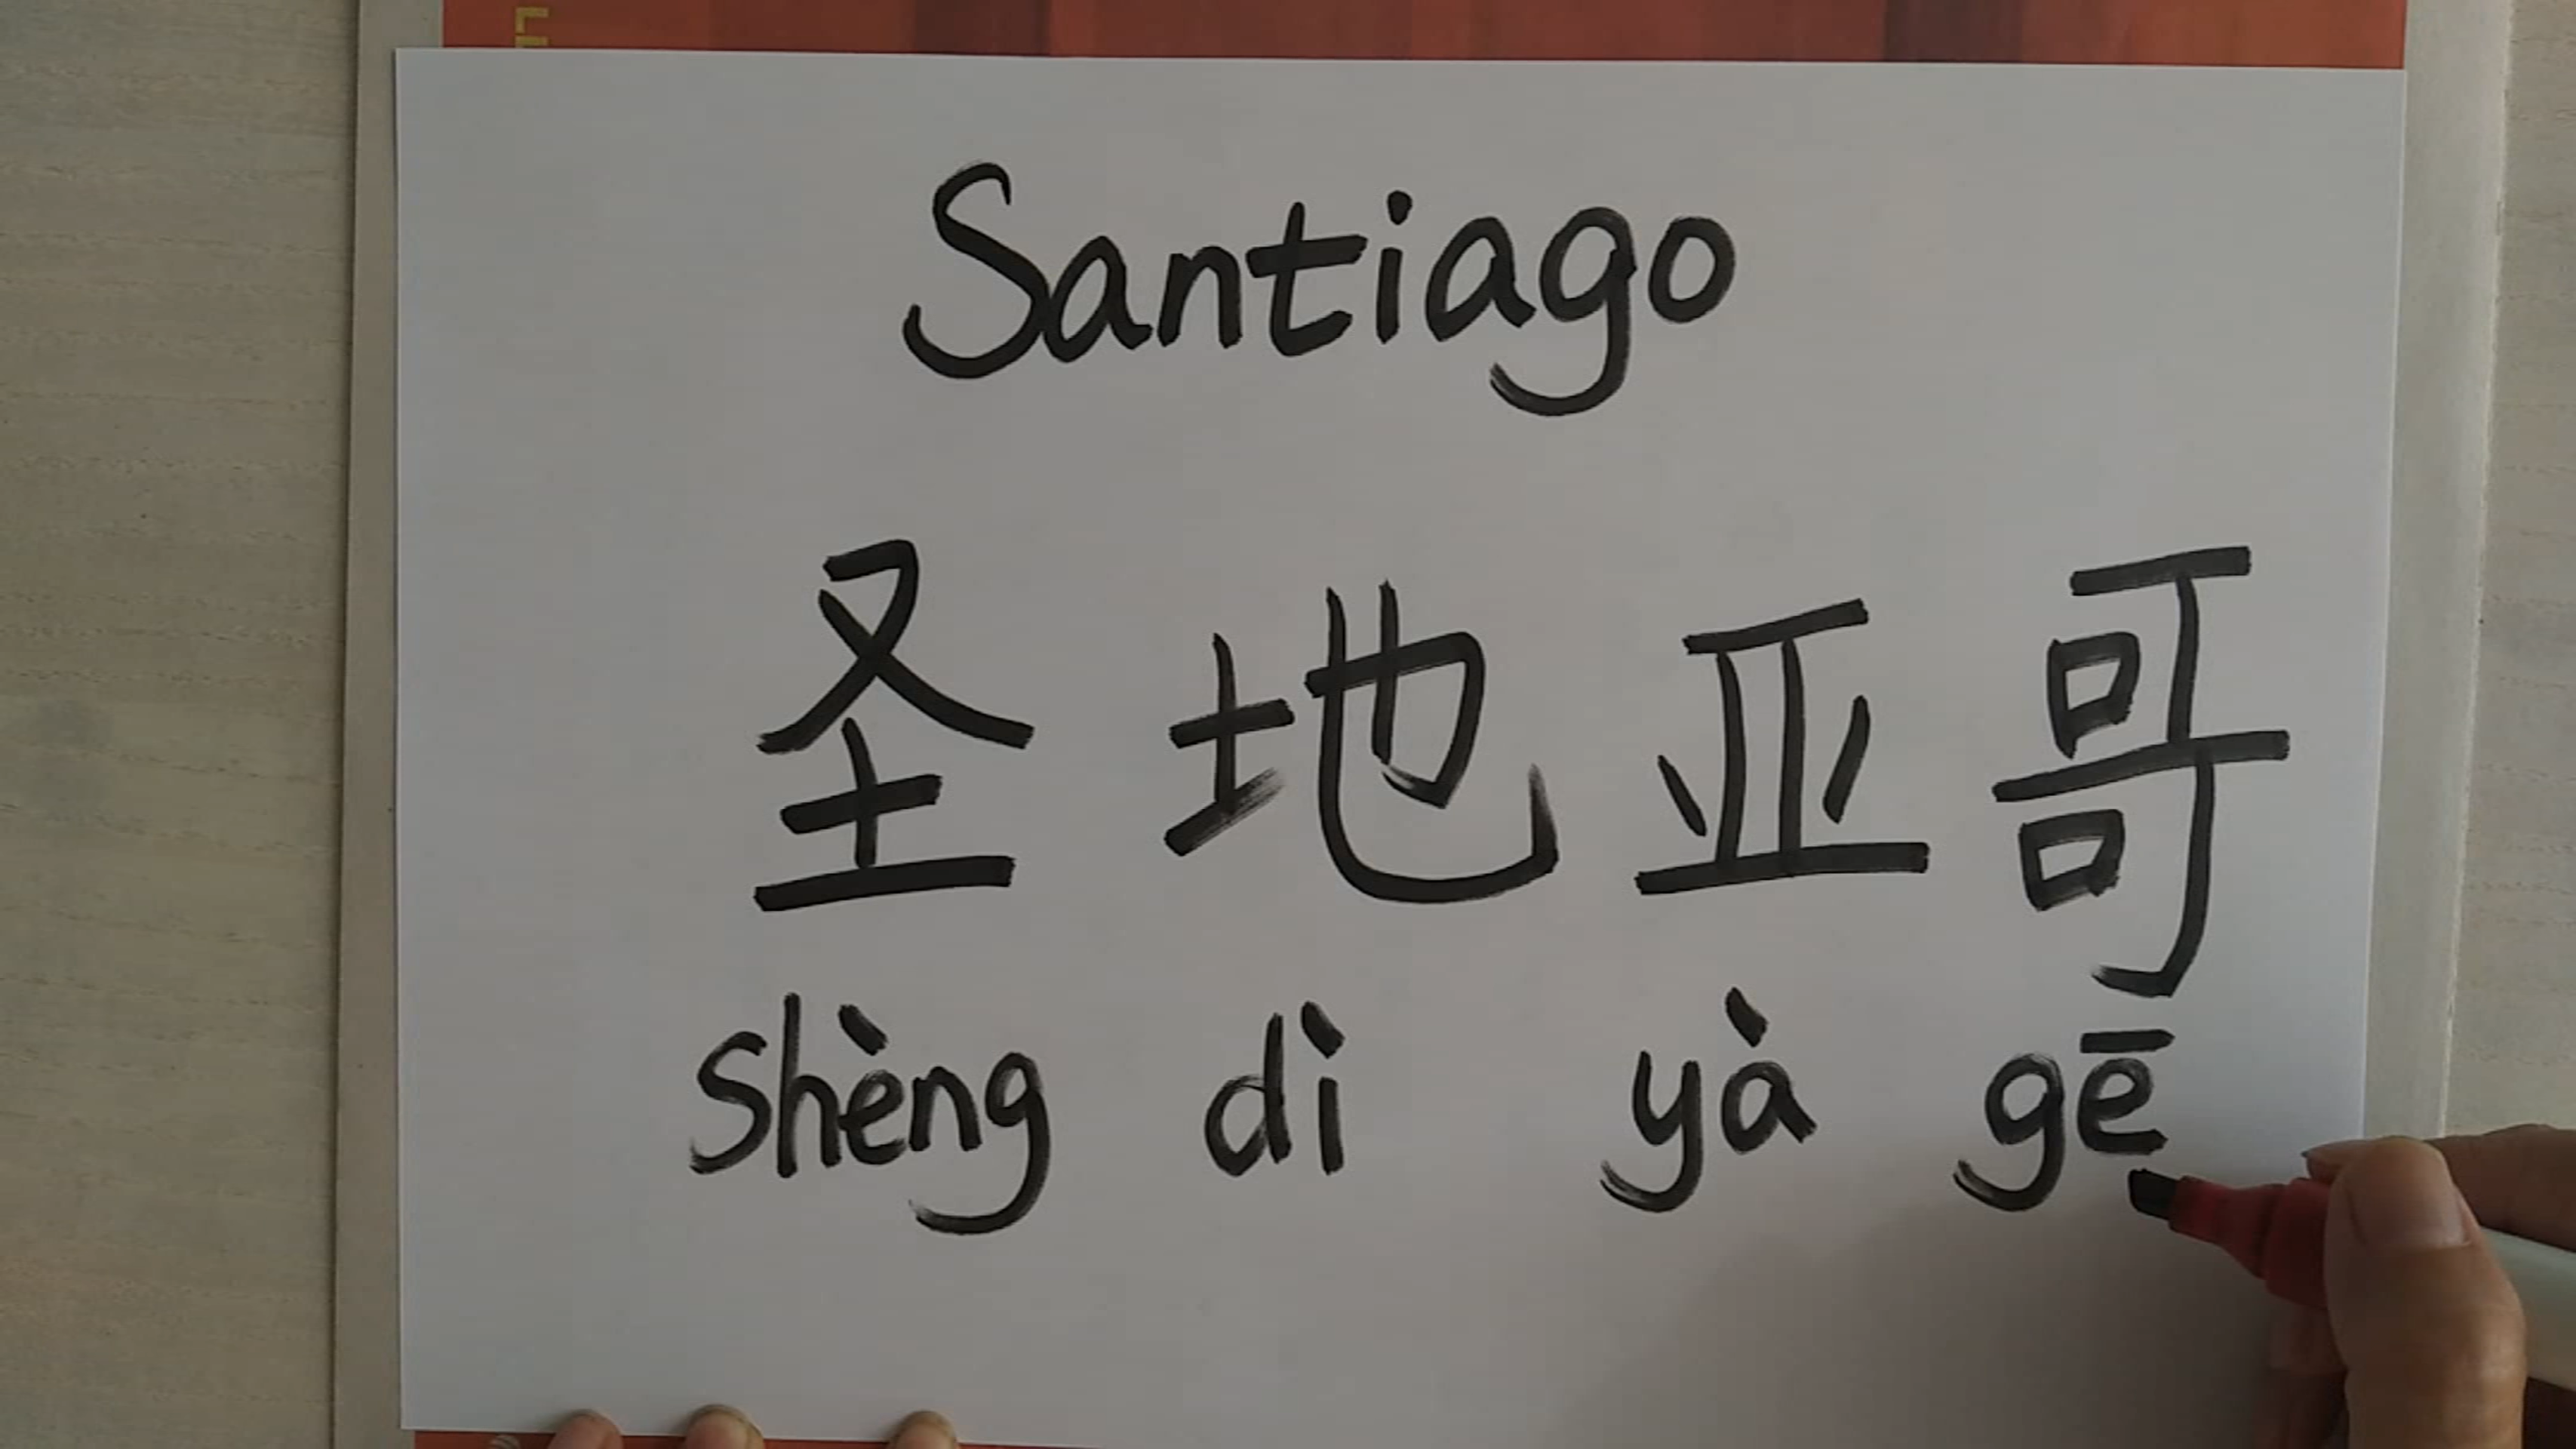 Santiago
圣地亚哥
shèng dì yà gē